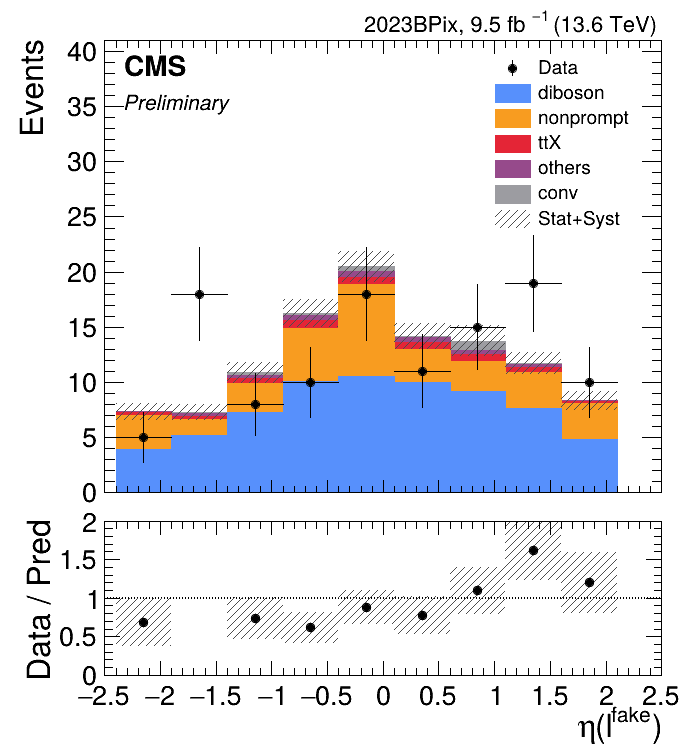 2023BPix, 9.5 fb⁻¹ (13.6 TeV)
CMS
Preliminary
Events
40
35
30
25
20
15
10
5
0
Data
diboson
nonprompt
ttX
others
conv
Stat+Syst
Data / Pred
2
1.5
1
0.5
0
−2.5 −2 −1.5 −1 −0.5 0 0.5 1 1.5 2 2.5
η(l^fake)